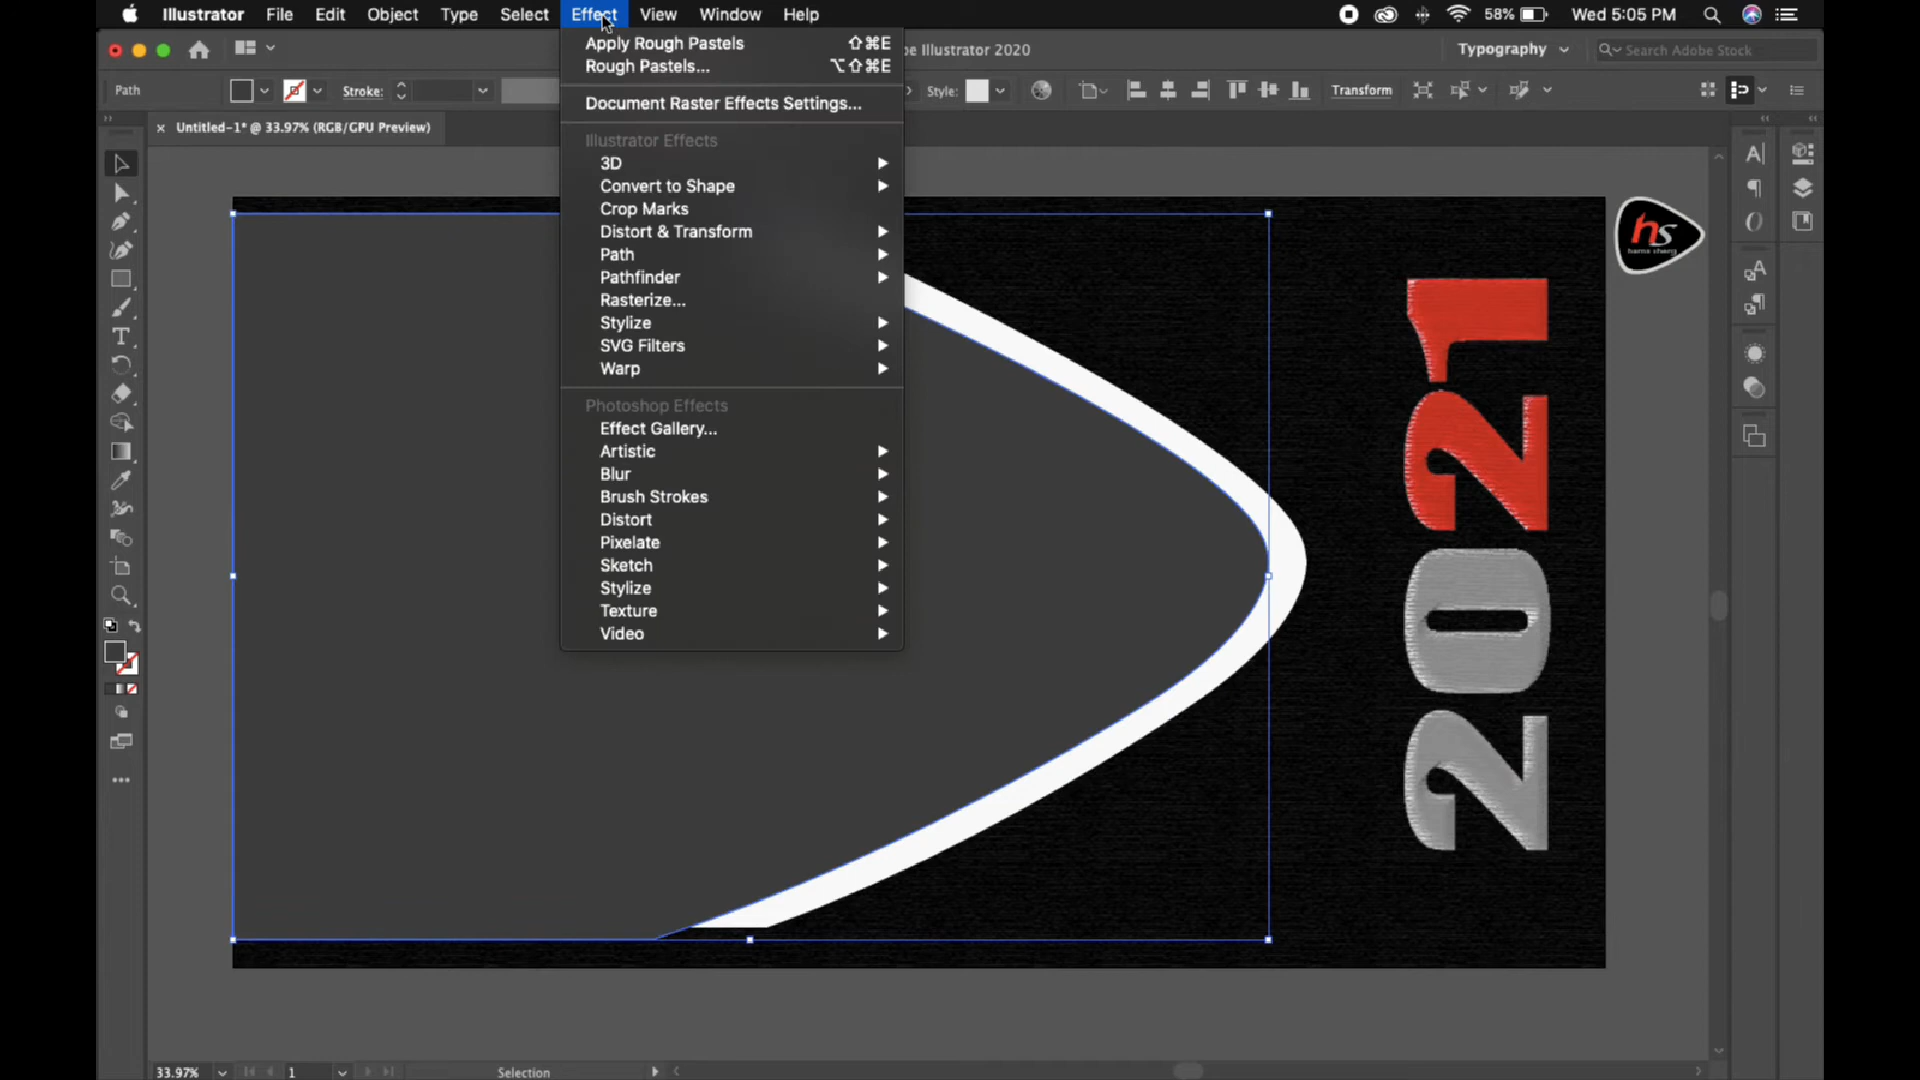 Illustrator File Edit Object Type Select Effect View Window Help
58% Wed 5:05 PM
be Illustrator 2020
Typography
Search Adobe Stock
Path
Stroke:
Style:
Transform
Untitled-1* @ 33.97% (RGB/GPU Preview)
Apply Rough Pastels ⇧⌘E
Rough Pastels... ⌥⇧⌘E
Document Raster Effects Settings...
Illustrator Effects
3D
Convert to Shape
Crop Marks
Distort & Transform
Path
Pathfinder
Rasterize...
Stylize
SVG Filters
Warp
Photoshop Effects
Effect Gallery...
Artistic
Blur
Brush Strokes
Distort
Pixelate
Sketch
Stylize
Texture
Video
hs
2021
33.97% 1 Selection